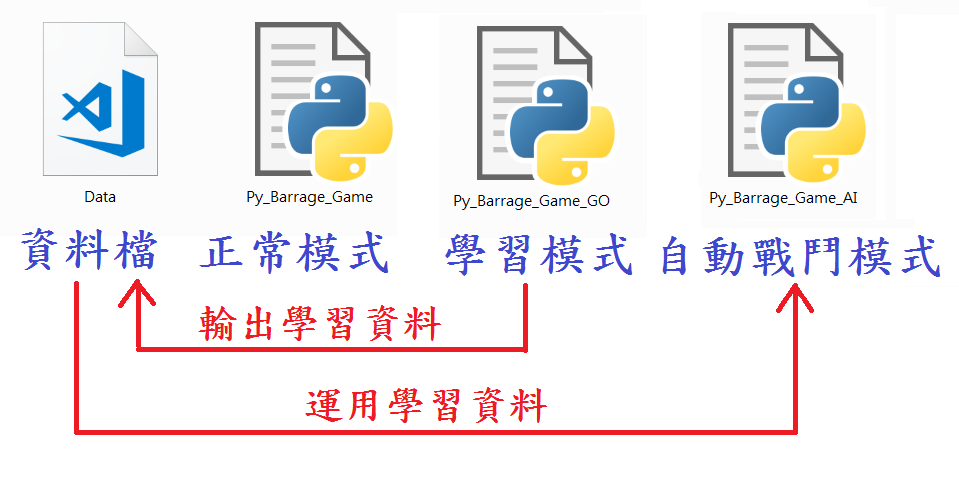 Data
Py_Barrage_Game
Py_Barrage_Game_GO
Py_Barrage_Game_AI
資料檔
正常模式
學習模式
自動戰鬥模式
輸出學習資料
運用學習資料